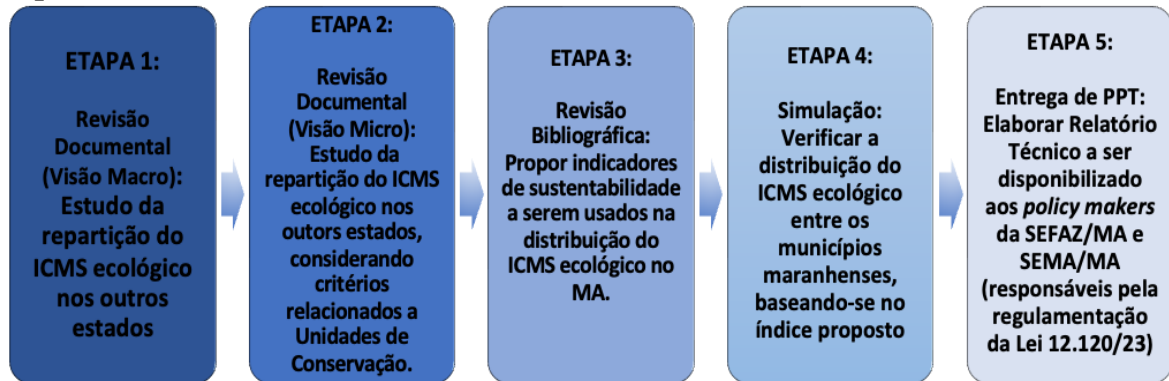 ETAPA 1:
Revisão
Documental
(Visão Macro):
Estudo da
repartição do
ICMS ecológico
nos outros
estados
ETAPA 2:
Revisão
Documental
(Visão Micro):
Estudo da
repartição do ICMS
ecológico nos
outors estados,
considerando
critérios
relacionados a
Unidades de
Conservação.
ETAPA 3:
Revisão
Bibliográfica:
Propor indicadores
de sustentabilidade
a serem usados na
distribuição do
ICMS ecológico no
MA.
ETAPA 4:
Simulação:
Verificar a
distribuição do
ICMS ecológico
entre os
municípios
maranhenses,
baseando-se no
índice proposto
ETAPA 5:
Entrega de PPT:
Elaborar Relatório
Técnico a ser
disponibilizado
aos policy makers
da SEFAZ/MA e
SEMA/MA
(responsáveis pela
regulamentação
da Lei 12.120/23)